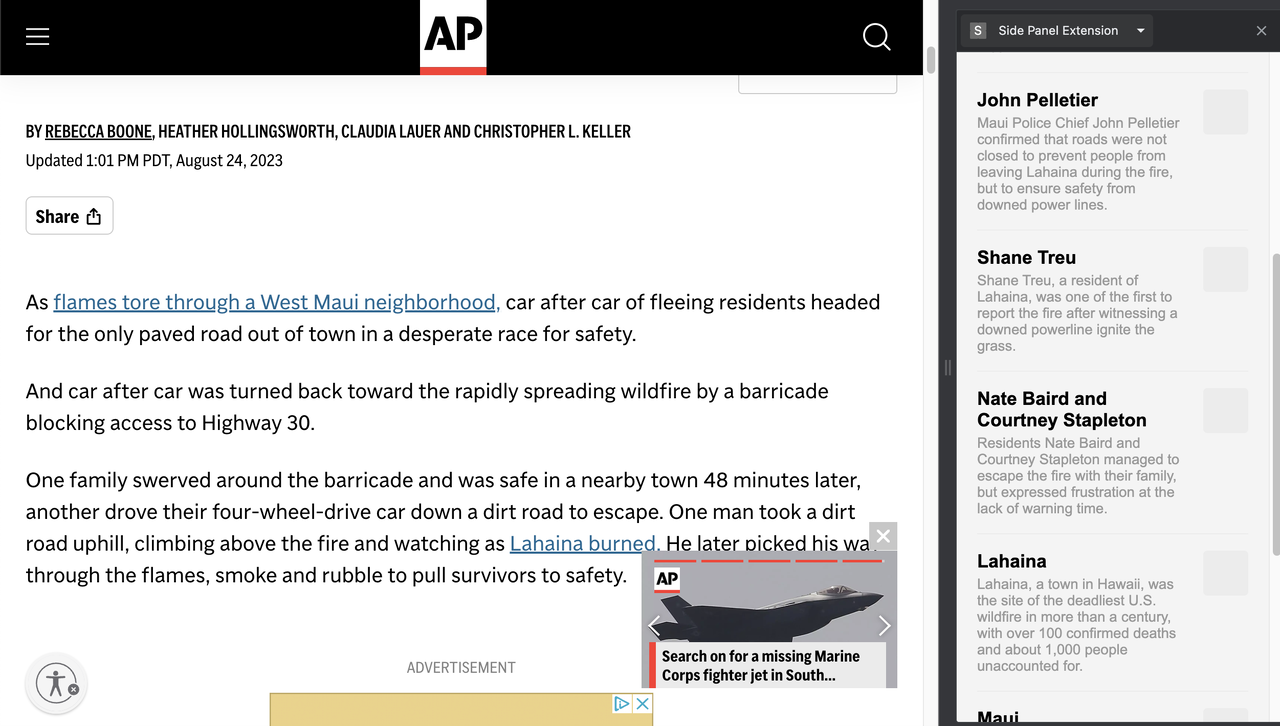 AP
BY REBECCA BOONE, HEATHER HOLLINGSWORTH, CLAUDIA LAUER AND CHRISTOPHER L. KELLER
Updated 1:01 PM PDT, August 24, 2023
Share
As flames tore through a West Maui neighborhood, car after car of fleeing residents headed
for the only paved road out of town in a desperate race for safety.
And car after car was turned back toward the rapidly spreading wildfire by a barricade
blocking access to Highway 30.
One family swerved around the barricade and was safe in a nearby town 48 minutes later,
another drove their four-wheel-drive car down a dirt road to escape. One man took a dirt
road uphill, climbing above the fire and watching as Lahaina burned. He later picked his wa
through the flames, smoke and rubble to pull survivors to safety.
AP
Search on for a missing Marine
Corps fighter jet in South...
ADVERTISEMENT
S Side Panel Extension
John Pelletier
Maui Police Chief John Pelletier
confirmed that roads were not
closed to prevent people from
leaving Lahaina during the fire,
but to ensure safety from
downed power lines.
Shane Treu
Shane Treu, a resident of
Lahaina, was one of the first to
report the fire after witnessing a
downed powerline ignite the
grass.
Nate Baird and
Courtney Stapleton
Residents Nate Baird and
Courtney Stapleton managed to
escape the fire with their family,
but expressed frustration at the
lack of warning time.
Lahaina
Lahaina, a town in Hawaii, was
the site of the deadliest U.S.
wildfire in more than a century,
with over 100 confirmed deaths
and about 1,000 people
unaccounted for.
Maui